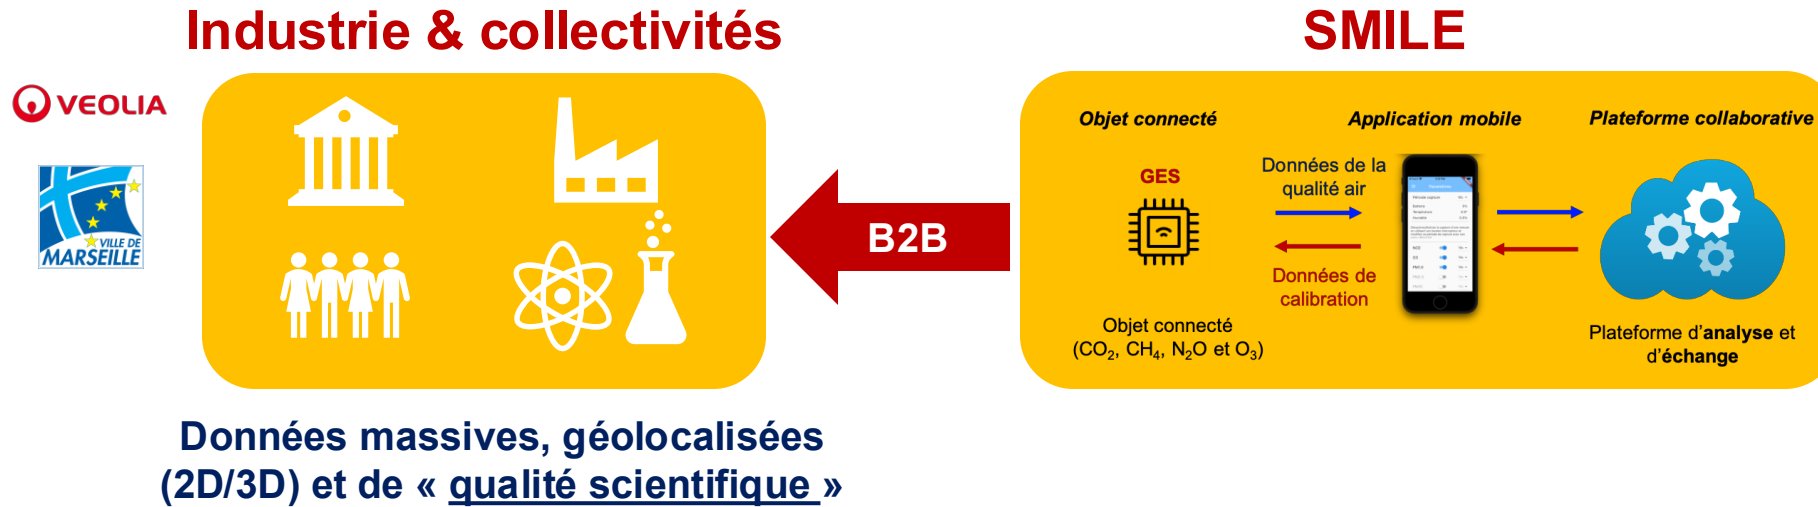 Industrie & collectivités
VEOLIA
VILLE DE
MARSEILLE
B2B
Données massives, géolocalisées
(2D/3D) et de « qualité scientifique »
SMILE
Objet connecté
Application mobile
Plateforme collaborative
GES
Données de la
qualité air
Données de
calibration
Objet connecté
(CO₂, CH₄, N₂O et O₃)
Plateforme d'analyse et
d'échange